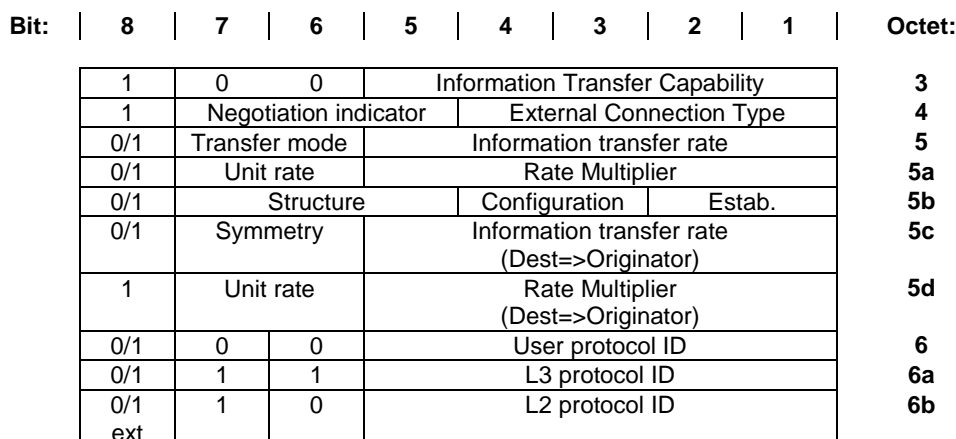 Bit: 8 7 6 5 4 3 2 1 Octet:
1 0 0 Information Transfer Capability 3
1 Negotiation indicator External Connection Type 4
0/1 Transfer mode Information transfer rate 5
0/1 Unit rate Rate Multiplier 5a
0/1 Structure Configuration Estab. 5b
0/1 Symmetry Information transfer rate 5c
(Dest=>Originator)
1 Unit rate Rate Multiplier 5d
(Dest=>Originator)
0/1 0 0 User protocol ID 6
0/1 1 1 L3 protocol ID 6a
0/1 1 0 L2 protocol ID 6b
ext